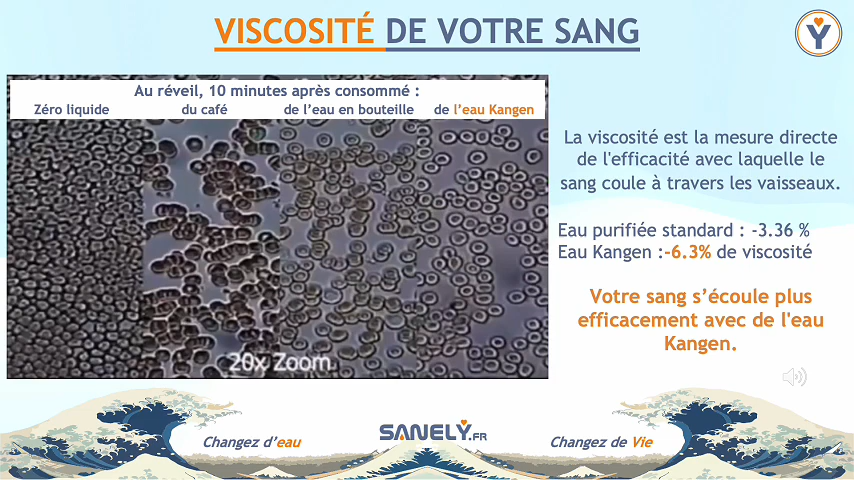 VISCOSITÉ DE VOTRE SANG
Au réveil, 10 minutes après consommé :
Zéro liquide du café de l'eau en bouteille de l'eau Kangen
20x Zoom
La viscosité est la mesure directe
de l'efficacité avec laquelle le
sang coule à travers les vaisseaux.
Eau purifiée standard : -3.36 %
Eau Kangen :-6.3% de viscosité
Votre sang s'écoule plus
efficacement avec de l'eau
Kangen.
Changez d'eau
SANELY.FR
Changez de Vie